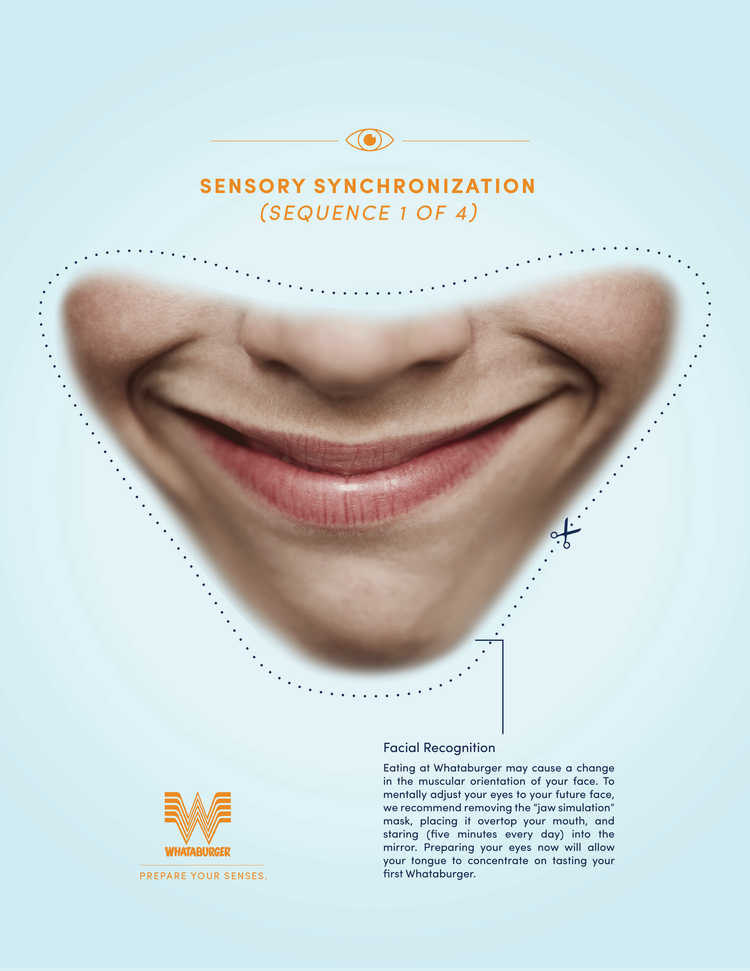 SENSORY SYNCHRONIZATION
(SEQUENCE 1 OF 4)
Facial Recognition
Eating at Whataburger may cause a change
in the muscular orientation of your face. To
mentally adjust your eyes to your future face,
we recommend removing the “jaw simulation”
mask, placing it overtop your mouth, and
staring (five minutes every day) into the
mirror. Preparing your eyes now will allow
your tongue to concentrate on tasting your
first Whataburger.
WHATABURGER
PREPARE YOUR SENSES.